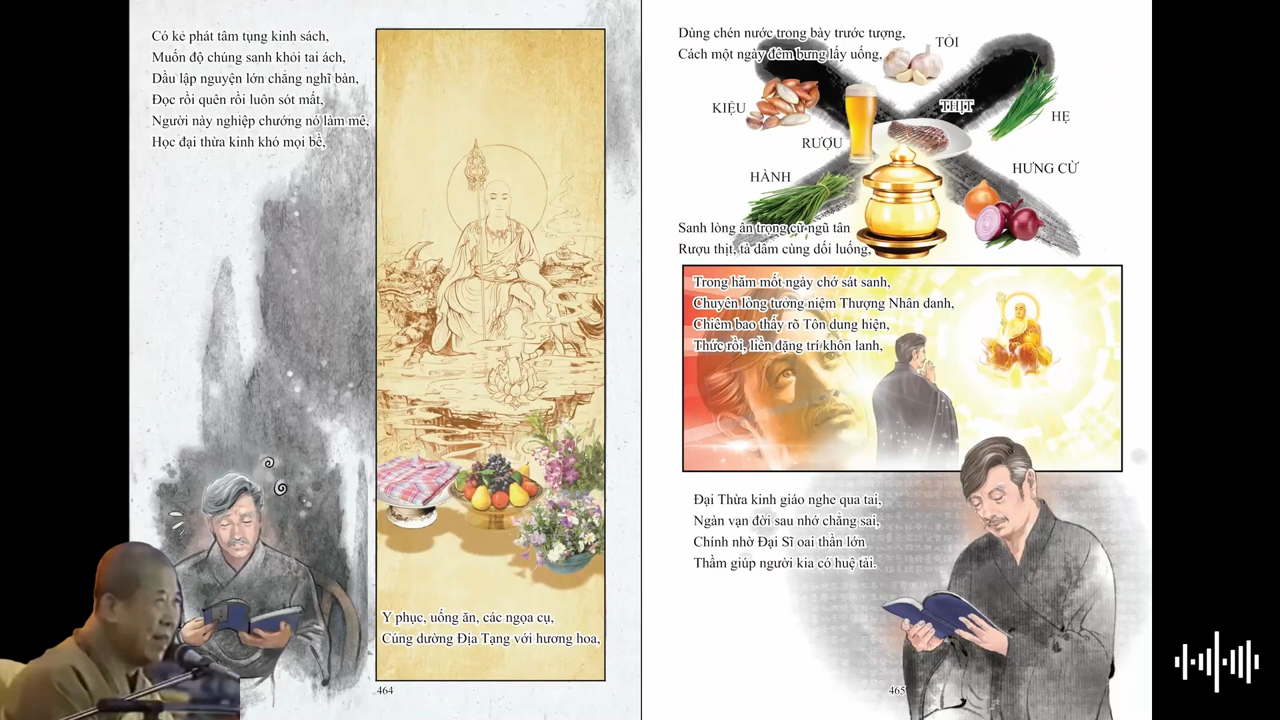 Có kẻ phát tâm tụng kinh sách,
Muốn độ chúng sanh khỏi tai ách,
Dầu lập nguyện lớn chẳng nghĩ bàn,
Đọc rồi quên rồi luôn sót mất,
Người này nghiệp chướng nó làm mê,
Học đại thừa kinh khó mọi bề,
Y phục, uống ăn, các ngọa cụ,
Cúng dường Địa Tạng với hương hoa,
464
Dùng chén nước trong bày trước tượng,
Cách một ngày đêm bưng lấy uống,
TỎI
KIỆU
THỊT
HẸ
RƯỢU
HÀNH
HƯNG CỪ
Sanh lòng ân trọng cữ ngũ tân
Rượu thịt, tà dâm cùng dối luống,
Trong hăm mốt ngày chớ sát sanh,
Chuyên lòng tưởng niệm Thượng Nhân danh,
Chiêm bao thấy rõ Tôn dung hiện,
Thức rồi, liền đặng trí khôn lanh,
Đại Thừa kinh giáo nghe qua tai,
Ngàn vạn đời sau nhớ chẳng sai,
Chính nhờ Đại Sĩ oai thần lớn
Thầm giúp người kia có huệ tài.
465